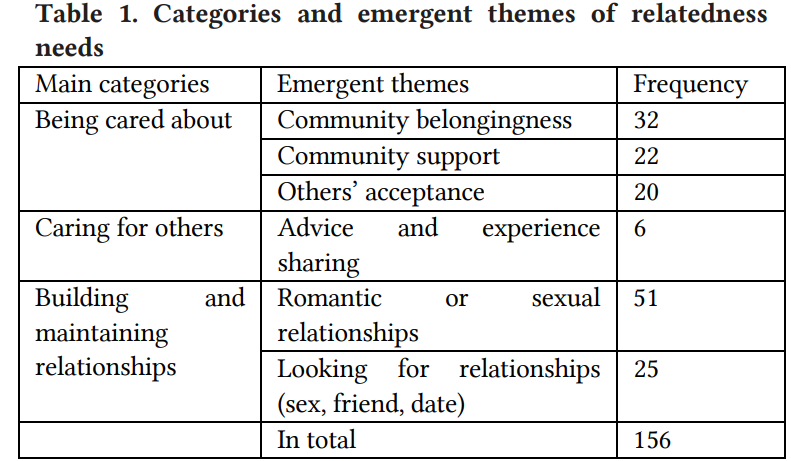 Table 1. Categories and emergent themes of relatedness
needs
Main categories Emergent themes Frequency
Being cared about Community belongingness 32
Community support 22
Others’ acceptance 20
Caring for others Advice and experience 6
sharing
Building and Romantic or sexual 51
maintaining relationships
relationships Looking for relationships 25
(sex, friend, date)
In total 156